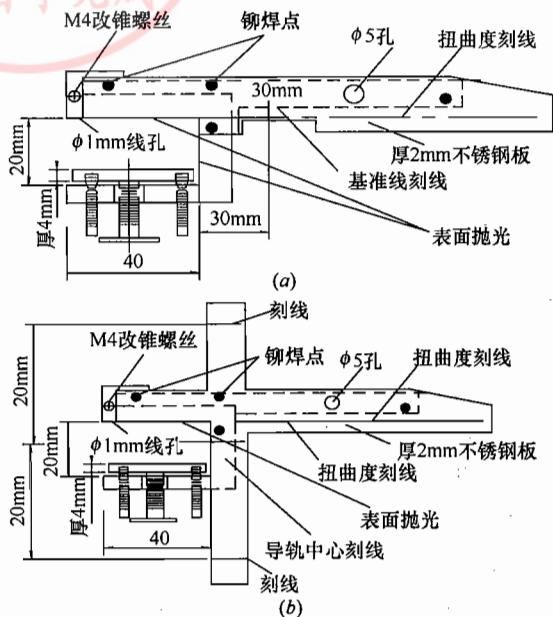 M4改锥螺丝
铆焊点
ϕ5孔
扭曲度刻线
30mm
ϕ1mm线孔
厚2mm不锈钢板
基准线刻线
20mm
厚4mm
30mm
表面抛光
40
(a)
刻线
M4改锥螺丝
铆焊点
ϕ5孔
扭曲度刻线
20mm
ϕ1mm线孔
厚2mm不锈钢板
扭曲度刻线
20mm
厚4mm
20mm
表面抛光
40
导轨中心刻线
刻线
(b)